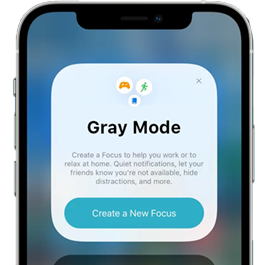 Gray Mode
Create a Focus to help you work or to
relax at home. Quiet notifications, let your
friends know you're not available, hide
distractions, and more.
Create a New Focus